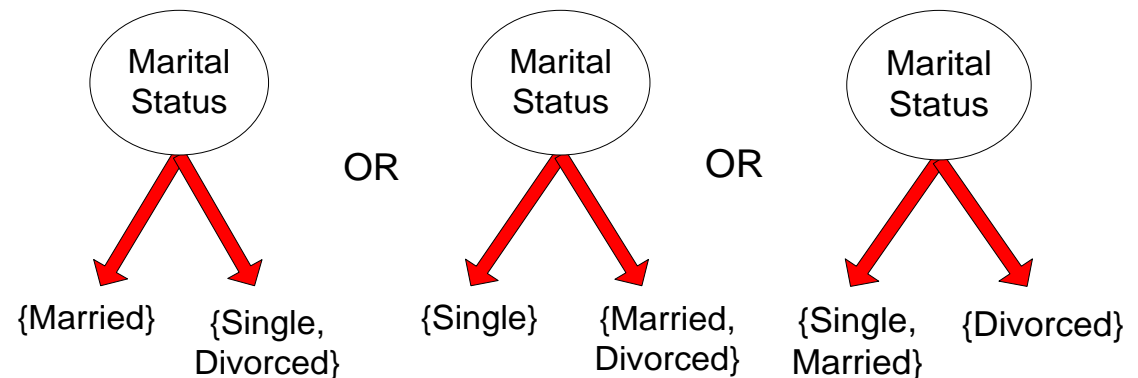 Marital
Status
Marital
Status
Marital
Status
OR
OR
{Married}
{Single,
Divorced}
{Single}
{Married,
Divorced}
{Single,
Married}
{Divorced}